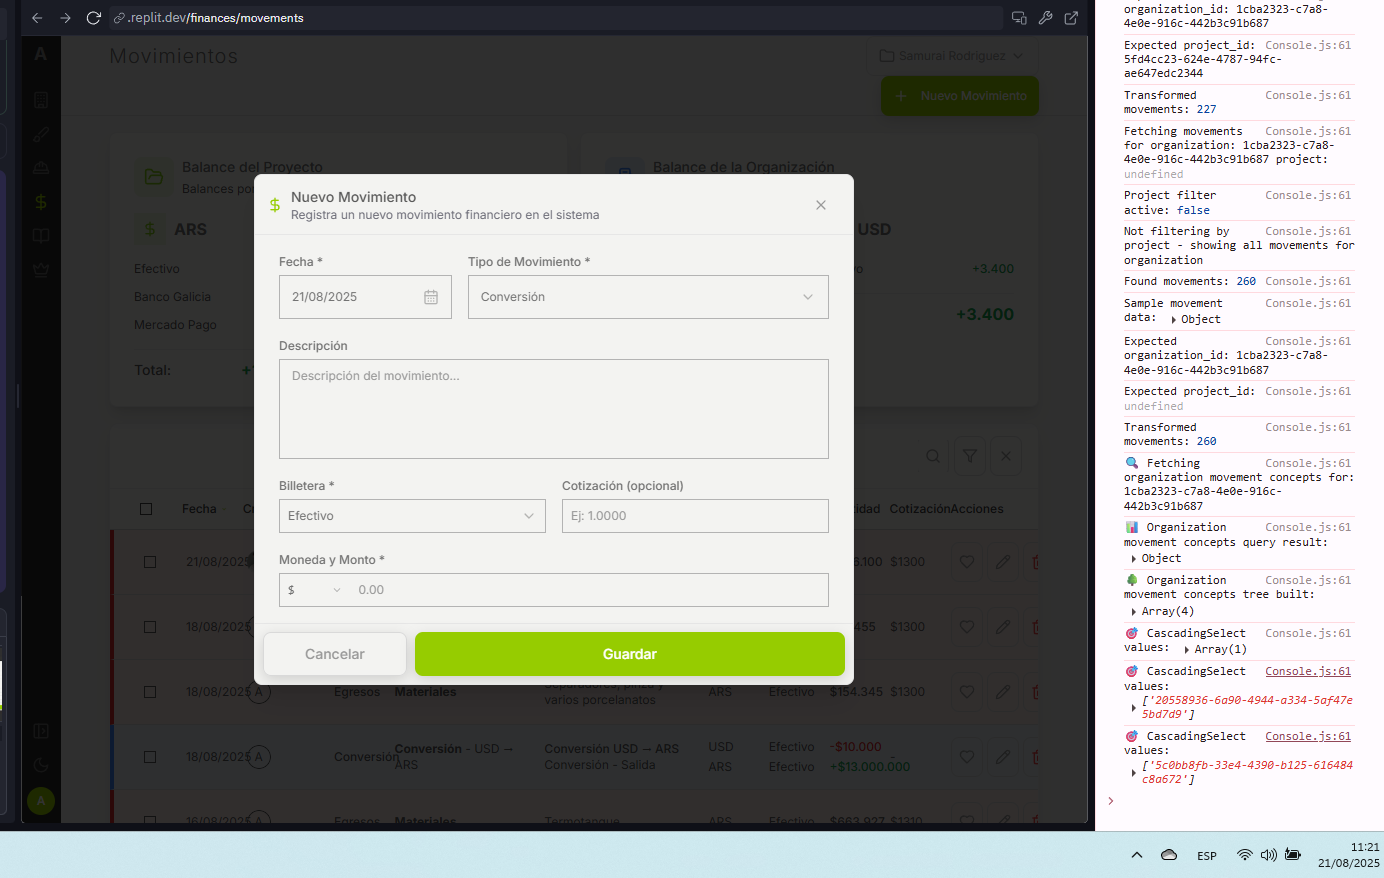 .replit.dev/finances/movements
A
Movimientos
Samurai Rodriguez
+ Nuevo Movimiento
Balance del Proyecto
Balances po
Balance de la Organización
$ ARS
USD
Efectivo
Banco Galicia
Mercado Pago
Total:
+3.400
+3.400
$ Nuevo Movimiento
Registra un nuevo movimiento financiero en el sistema
Fecha *
Tipo de Movimiento *
21/08/2025
Conversión
Descripción
Descripción del movimiento...
Billetera *
Cotización (opcional)
Efectivo
Ej: 1.0000
Moneda y Monto *
$ 0.00
Cancelar
Guardar
Fecha
idad Cotización Acciones
21/08/2025
.100 $1300
18/08/2025
455 $1300
18/08/2025 A Egresos Materiales
varios porcelanatos
ARS Efectivo $154.345 $1300
18/08/2025 A Conversión
Conversión - USD →
ARS
Conversión USD → ARS
Conversión - Salida
USD Efectivo -$10.000 -
ARS Efectivo +$13.000.000
16/08/2025 A Egresos Materiales Termotanque ARS Efectivo $663.927 $1310
A
organization_id: 1cba2323-c7a8-
4e0e-916c-442b3c91b687
Expected project_id: Console.js:61
5fd4cc23-624e-4787-94fc-
ae647edc2344
Transformed Console.js:61
movements: 227
Fetching movements Console.js:61
for organization: 1cba2323-c7a8-
4e0e-916c-442b3c91b687 project:
undefined
Project filter Console.js:61
active: false
Not filtering by Console.js:61
project - showing all movements for
organization
Found movements: 260 Console.js:61
Sample movement Console.js:61
data: ▸ Object
Expected Console.js:61
organization_id: 1cba2323-c7a8-
4e0e-916c-442b3c91b687
Expected project_id: Console.js:61
undefined
Transformed Console.js:61
movements: 260
🔍 Fetching Console.js:61
organization movement concepts for:
1cba2323-c7a8-4e0e-916c-
442b3c91b687
📊 Organization Console.js:61
movement concepts query result:
▸ Object
🌳 Organization Console.js:61
movement concepts tree built:
▸ Array(4)
🎯 CascadingSelect Console.js:61
values: ▸ Array(1)
🎯 CascadingSelect Console.js:61
values:
▸ ['20558936-6a90-4944-a334-5af47e
5bd7d9']
🎯 CascadingSelect Console.js:61
values:
▸ ['5c0bb8fb-33e4-4390-b125-616484
c8a672']
ESP
11:21
21/08/2025